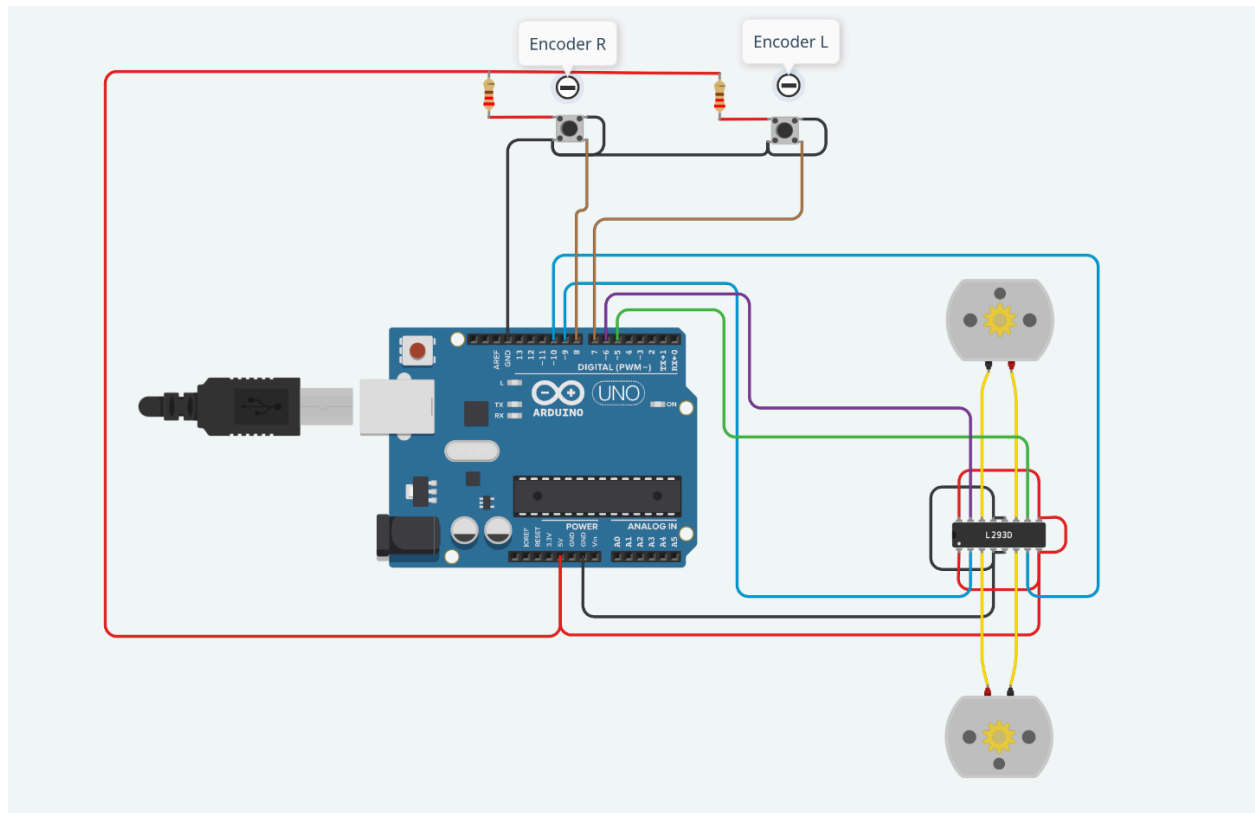 Encoder R
Encoder L
AREF
GND
13
12
~11
~10
~9
8
7
~6
~5
4
~3
2
TX→1
RX←0
DIGITAL (PWM~)
L
TX
RX
ARDUINO
UNO
ON
L293D
POWER
ANALOG IN
IOREF
RESET
3.3V
5V
GND
GND
Vin
A0
A1
A2
A3
A4
A5